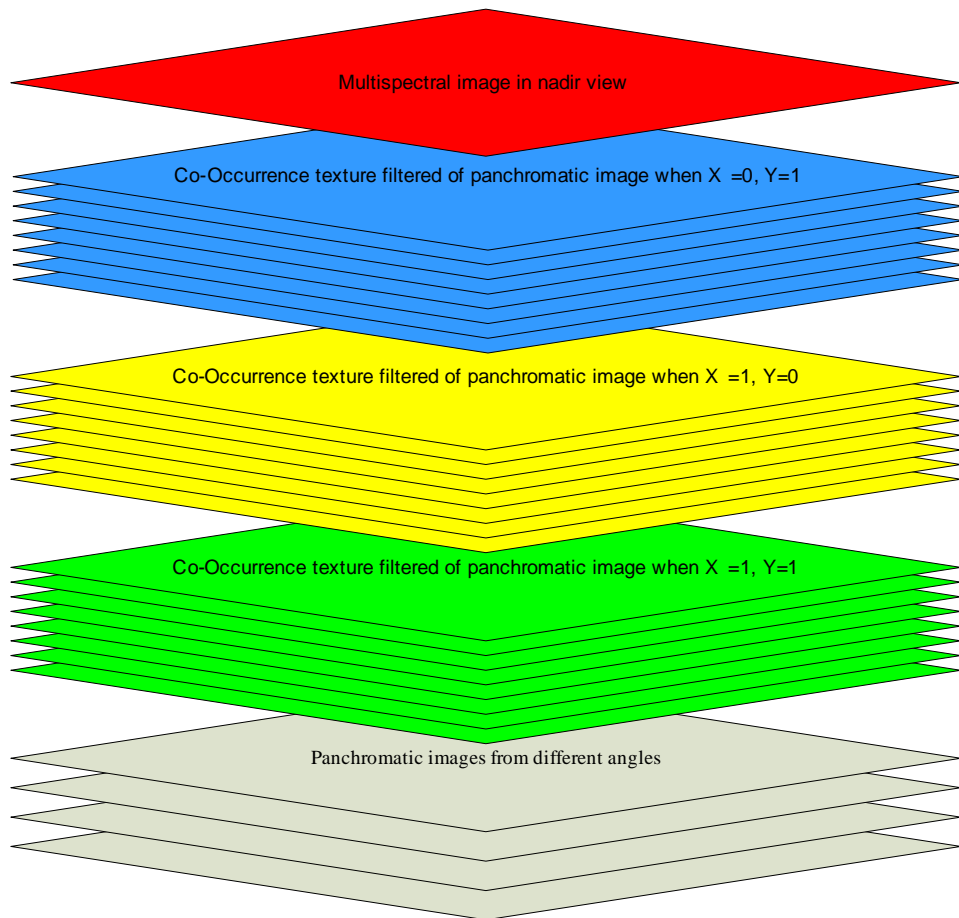 Multispectral image in nadir view
Co-Occurrence texture filtered of panchromatic image when X =0, Y=1
Co-Occurrence texture filtered of panchromatic image when X =1, Y=0
Co-Occurrence texture filtered of panchromatic image when X =1, Y=1
Panchromatic images from different angles